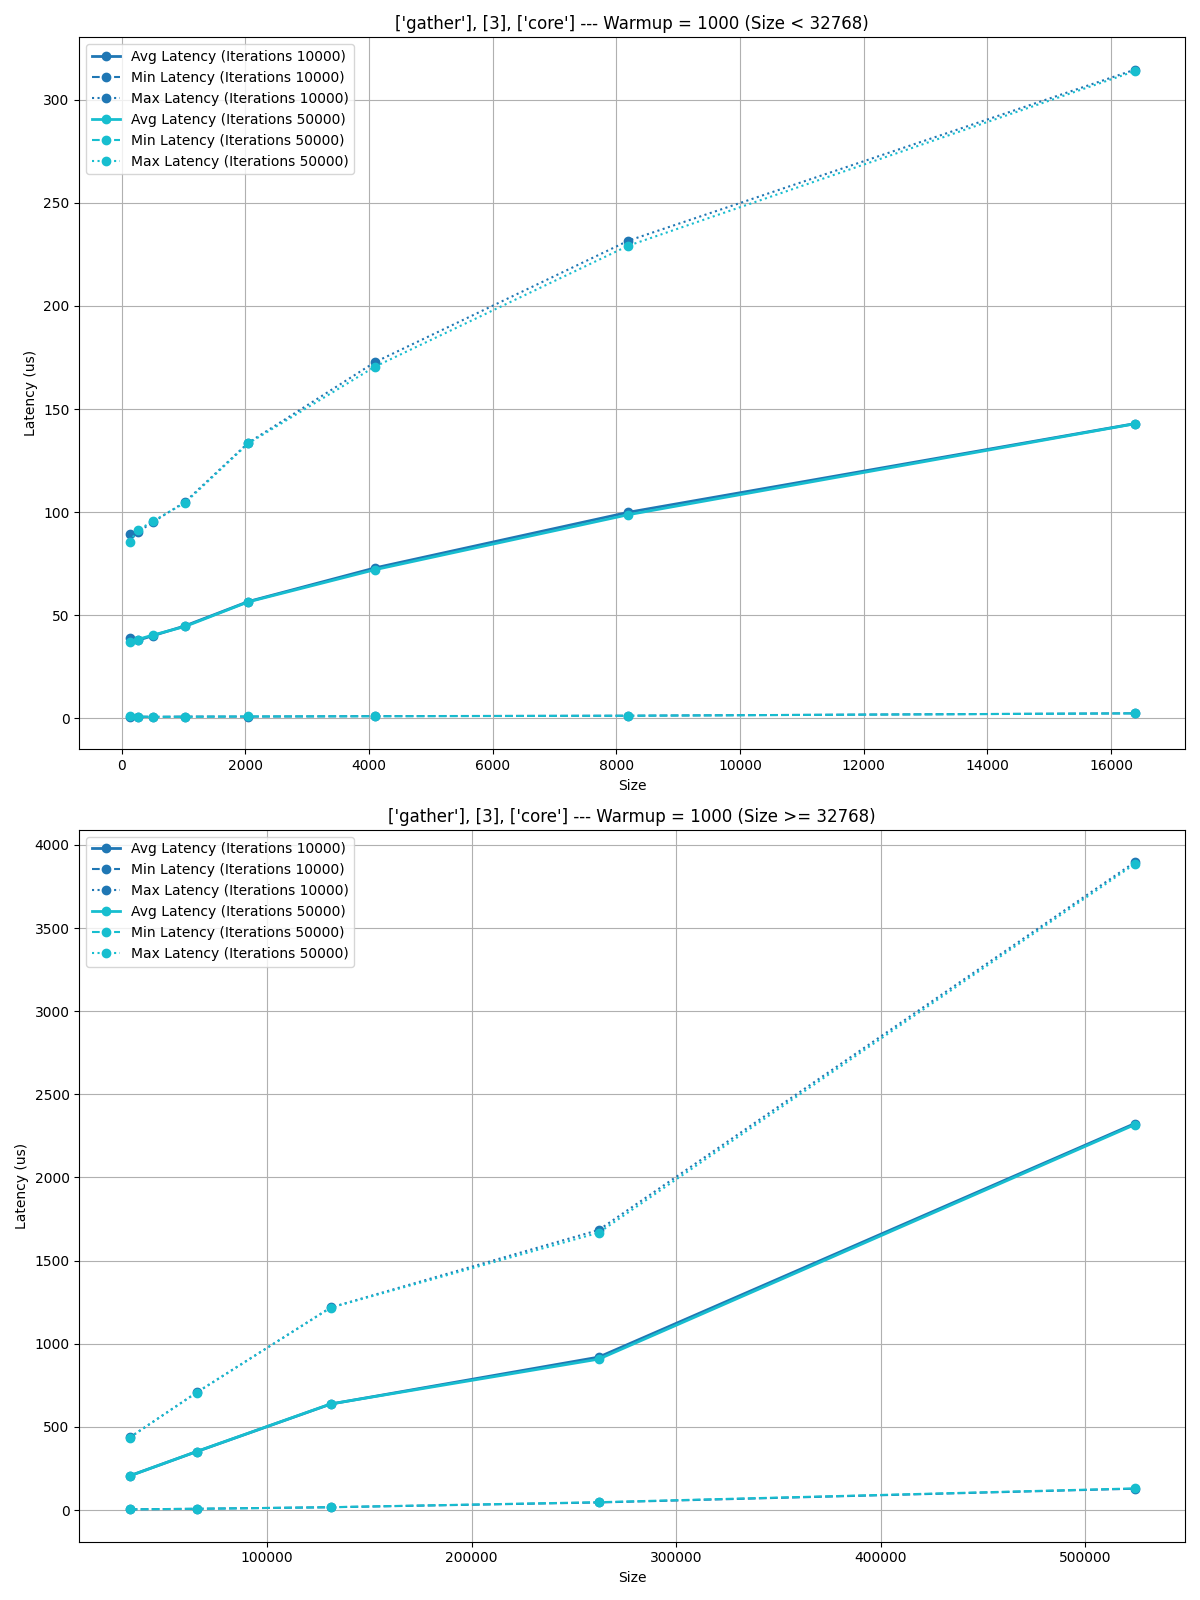 ['gather'], [3], ['core'] --- Warmup = 1000 (Size < 32768)
Avg Latency (Iterations 10000)
Min Latency (Iterations 10000)
Max Latency (Iterations 10000)
Avg Latency (Iterations 50000)
Min Latency (Iterations 50000)
Max Latency (Iterations 50000)
300
250
200
150
100
50
0
Latency (us)
0 2000 4000 6000 8000 10000 12000 14000 16000
Size
['gather'], [3], ['core'] --- Warmup = 1000 (Size >= 32768)
Avg Latency (Iterations 10000)
Min Latency (Iterations 10000)
Max Latency (Iterations 10000)
Avg Latency (Iterations 50000)
Min Latency (Iterations 50000)
Max Latency (Iterations 50000)
4000
3500
3000
2500
2000
1500
1000
500
0
Latency (us)
100000 200000 300000 400000 500000
Size